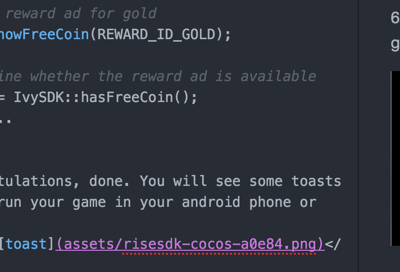 reward ad for gold
howFreeCoin(REWARD_ID_GOLD);
ine whether the reward ad is available
= IvySDK::hasFreeCoin();
..
tulations, done. You will see some toasts
run your game in your android phone or
[toast](assets/risesdk-cocos-a0e84.png)</
6
g